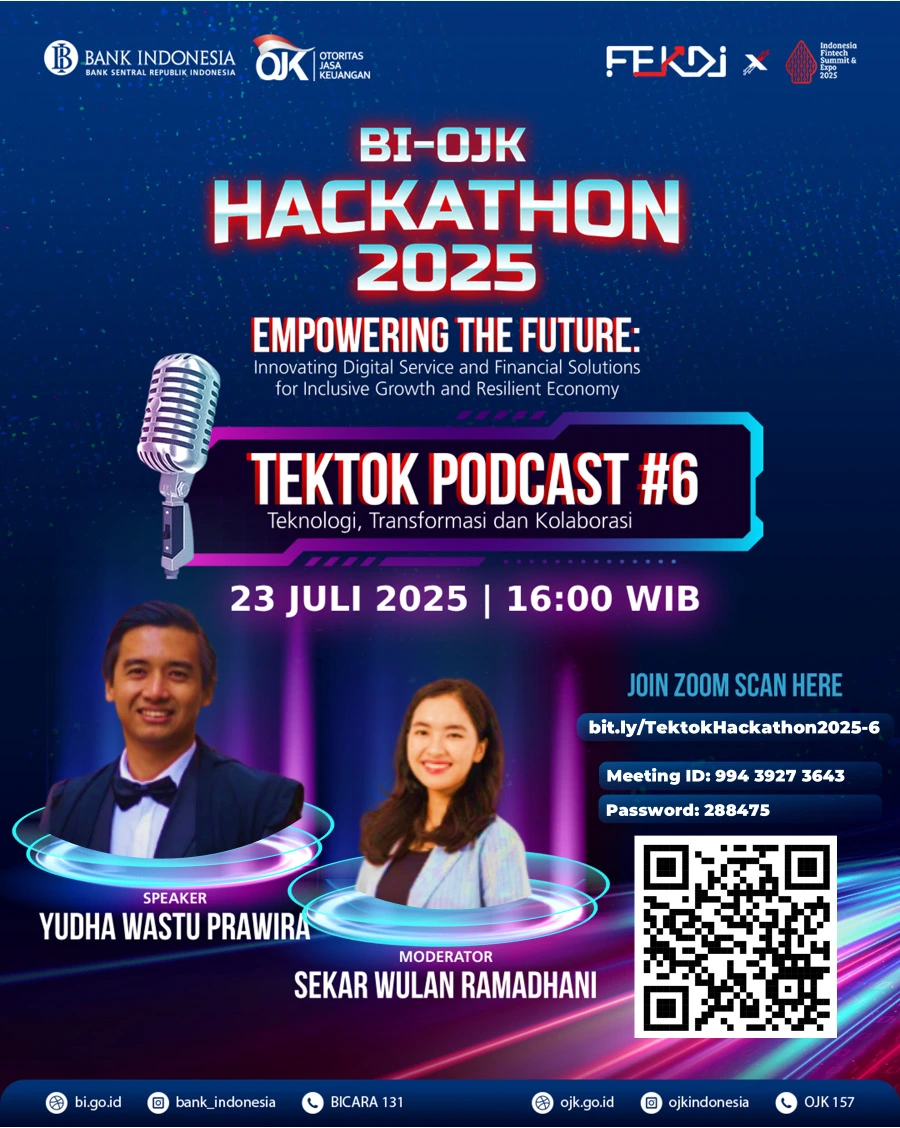 BANK INDONESIA
BANK SENTRAL REPUBLIK INDONESIA
OJK
OTORITAS
JASA
KEUANGAN
FEKDI
X
Indonesia
Fintech
Summit &
Expo
2025
BI-OJK
HACKATHON
2025
EMPOWERING THE FUTURE:
Innovating Digital Service and Financial Solutions
for Inclusive Growth and Resilient Economy
TEKTOK PODCAST #6
Teknologi, Transformasi dan Kolaborasi
23 JULI 2025 | 16:00 WIB
JOIN ZOOM SCAN HERE
bit.ly/TektokHackathon2025-6
Meeting ID: 994 3927 3643
Password: 288475
SPEAKER
YUDHA WASTU PRAWIRA
MODERATOR
SEKAR WULAN RAMADHANI
bi.go.id
bank_indonesia
BICARA 131
ojk.go.id
ojkindonesia
OJK 157